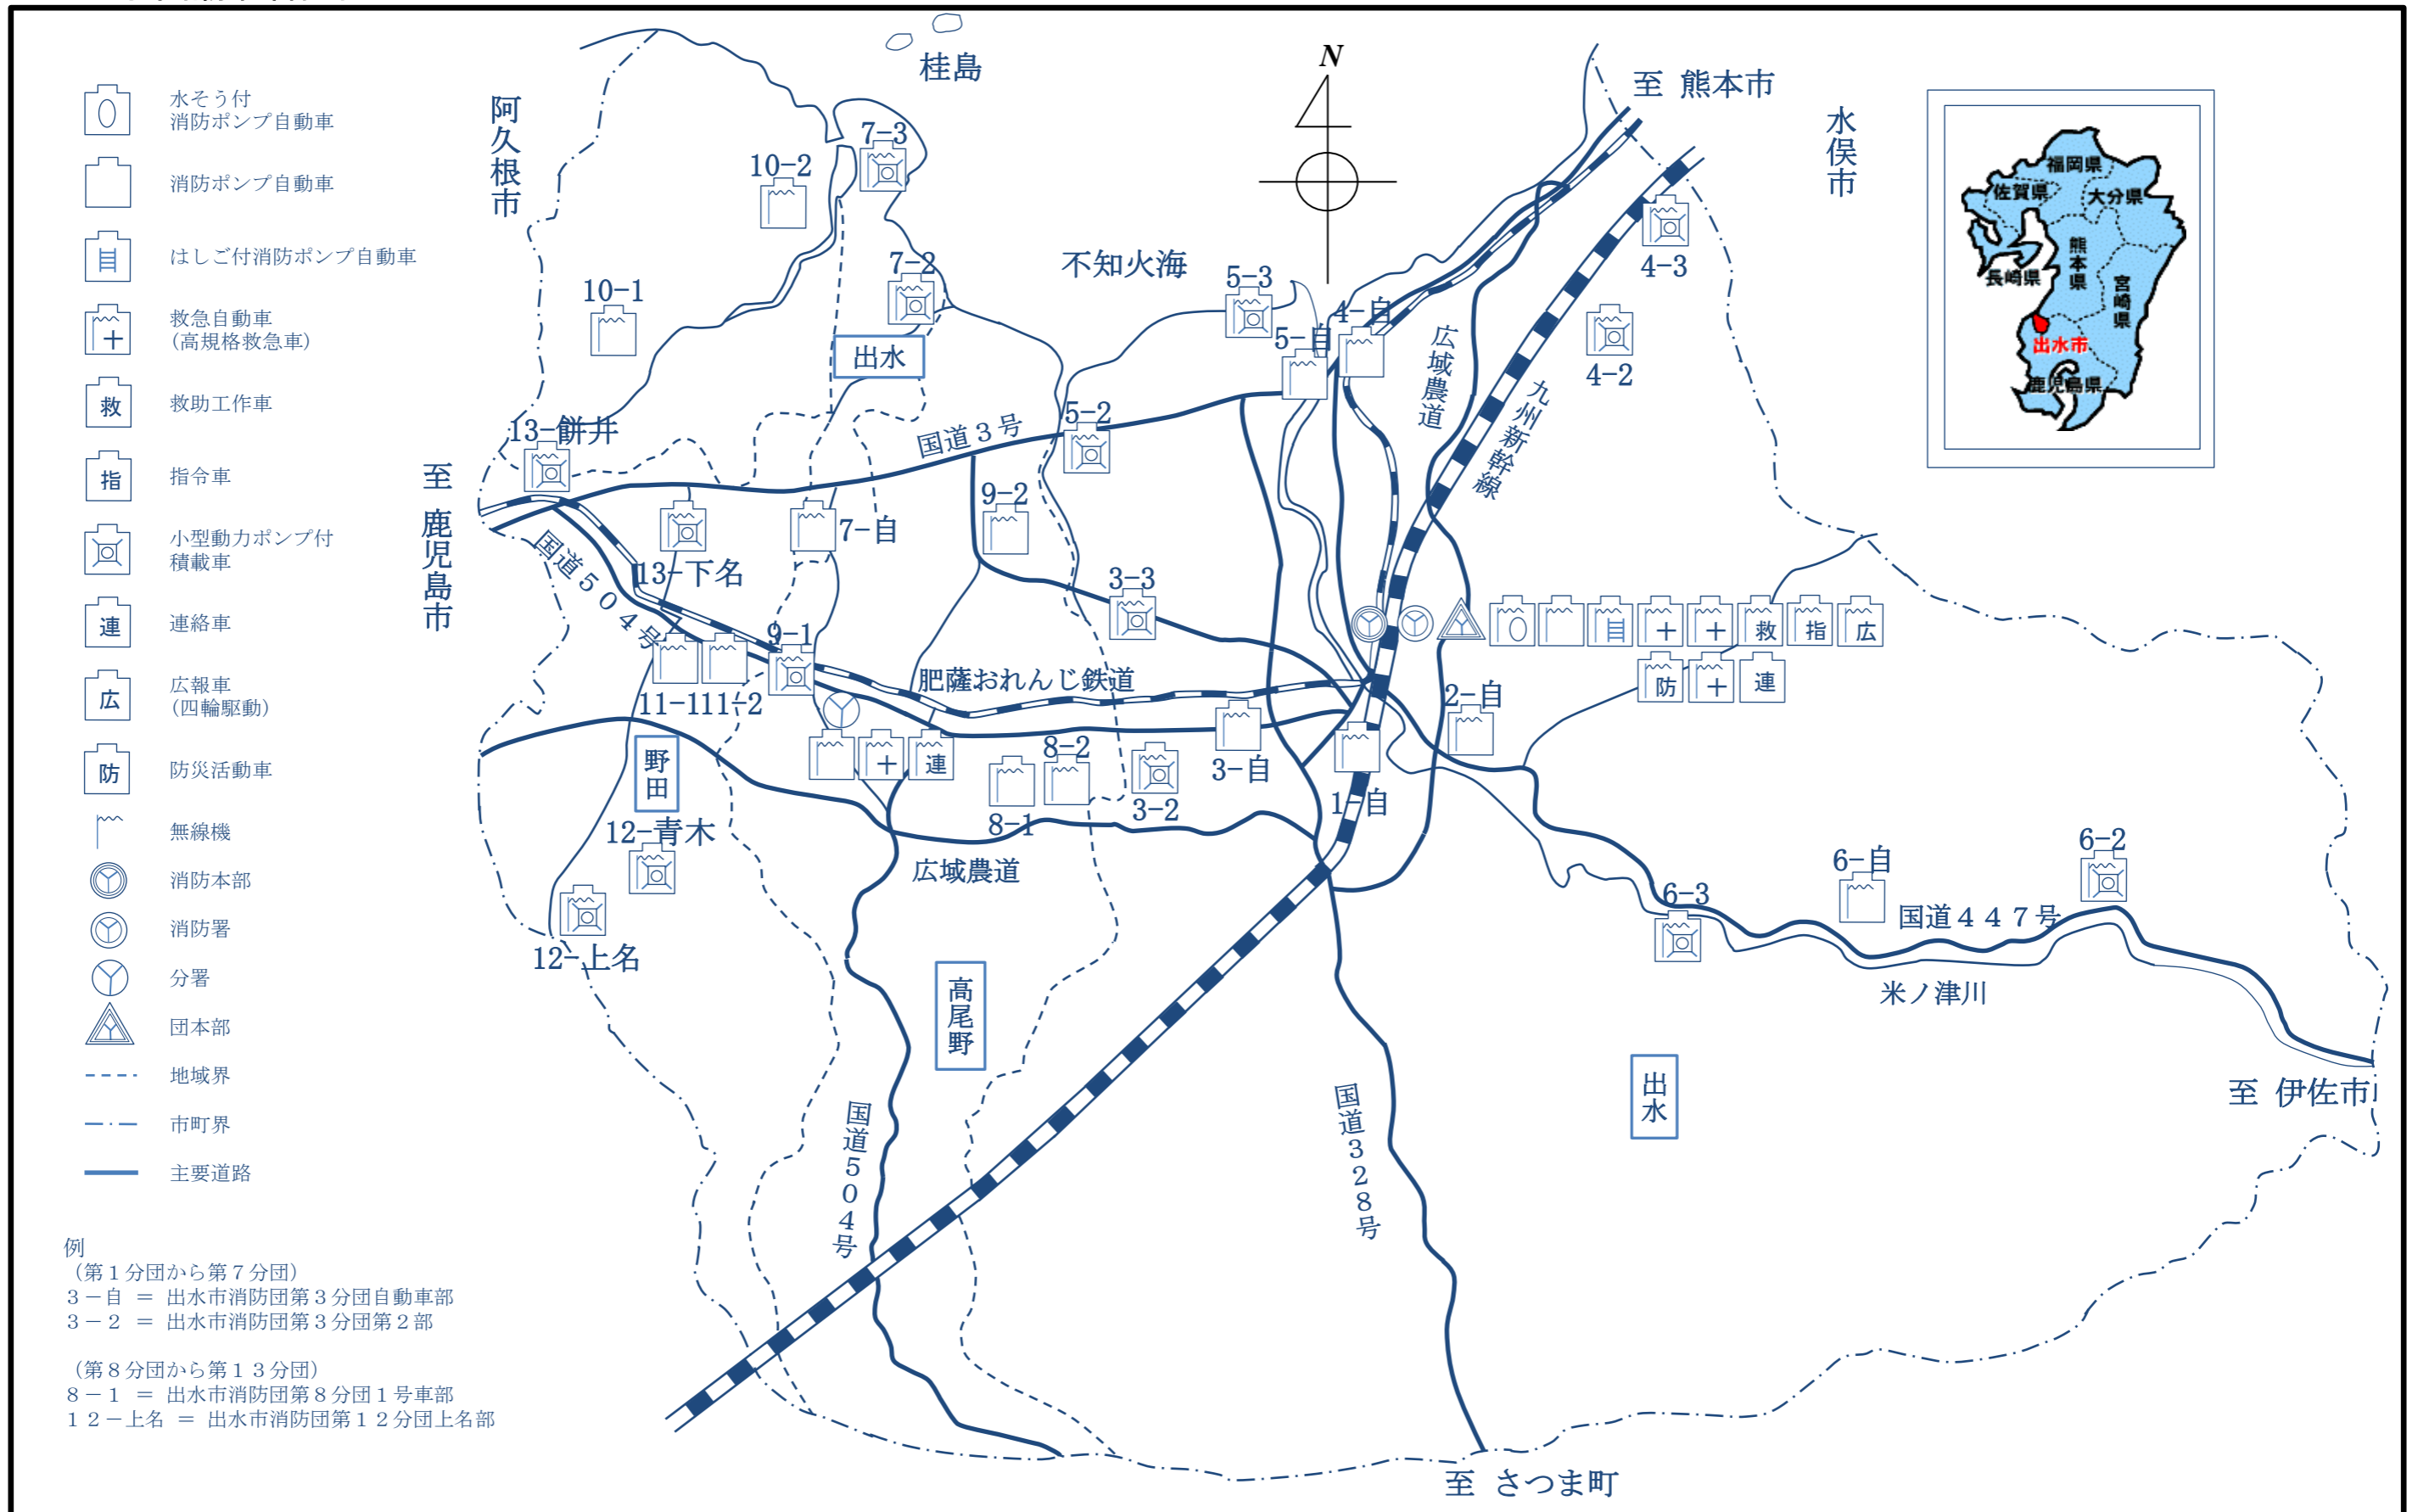 水そう付
消防ポンプ自動車
消防ポンプ自動車
はしご付消防ポンプ自動車
十
救急自動車
(高規格救急車)
救
救助工作車
指
指令車
小型動力ポンプ付
積載車
連
連絡車
広
広報車
(四輪駆動)
防
防災活動車
無線機
消防本部
消防署
分署
団本部
地域界
市町界
主要道路
例
(第1分団から第7分団)
3-自 = 出水市消防団第3分団自動車部
3-2 = 出水市消防団第3分団第2部
(第8分団から第13分団)
8-1 = 出水市消防団第8分団1号車部
12-上名 = 出水市消防団第12分団上名部
桂島
N
至 熊本市
水俣市
阿久根市
7-3
10-2
4-3
不知火海
7-2
5-3
10-1
4-自
5-自
広域農道
4-2
出水
九州新幹線
13-餅井
国道3号
5-2
至 鹿児島市
9-2
7-自
国道504号
13-下名
3-3
十
十
救
指
広
防
十
連
9-1
11-1
11-2
肥薩おれんじ鉄道
2-自
野田
十
連
8-2
8-1
3-2
3-自
1-自
12-青木
広域農道
12-上名
6-自
6-2
6-3
国道447号
米ノ津川
高尾野
出水
至 伊佐市
国道504号
国道328号
至 さつま町
福岡県
佐賀県
大分県
長崎県
熊本県
宮崎県
出水市
鹿児島県